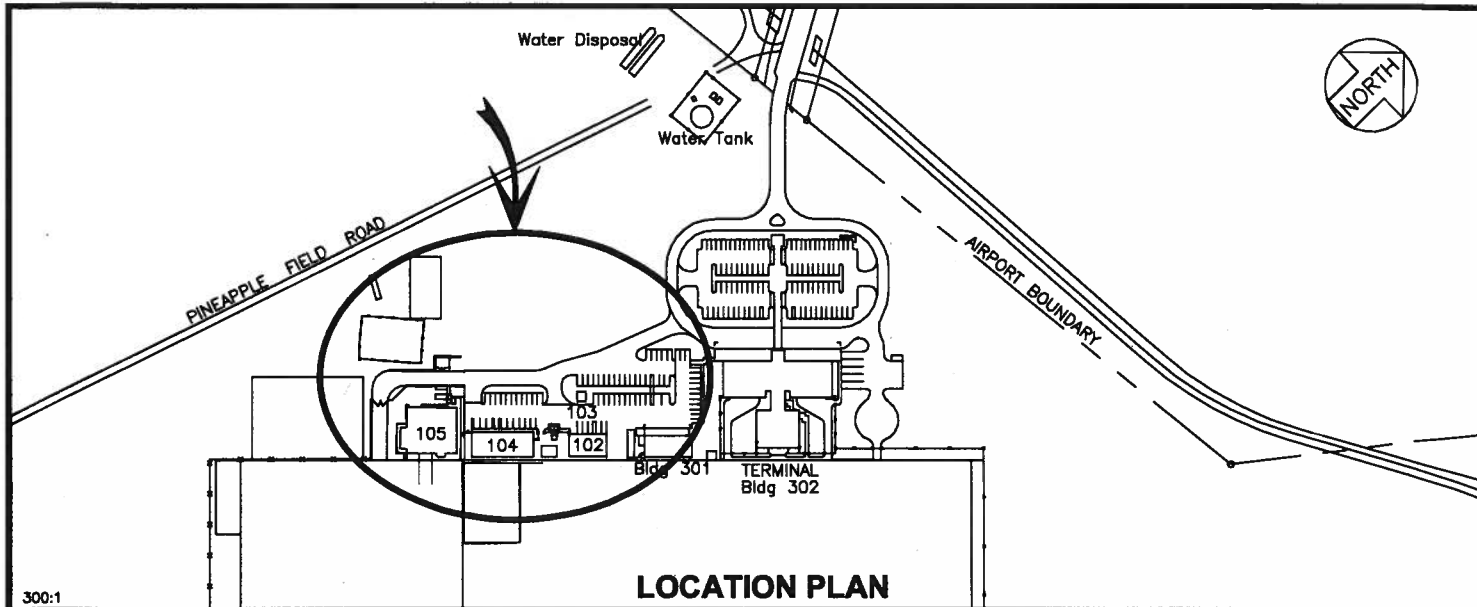 Water Disposal
NORTH
Water Tank
PINEAPPLE FIELD ROAD
AIRPORT BOUNDARY
103
105
104
102
Bldg 301
TERMINAL
Bldg 302
LOCATION PLAN
300:1